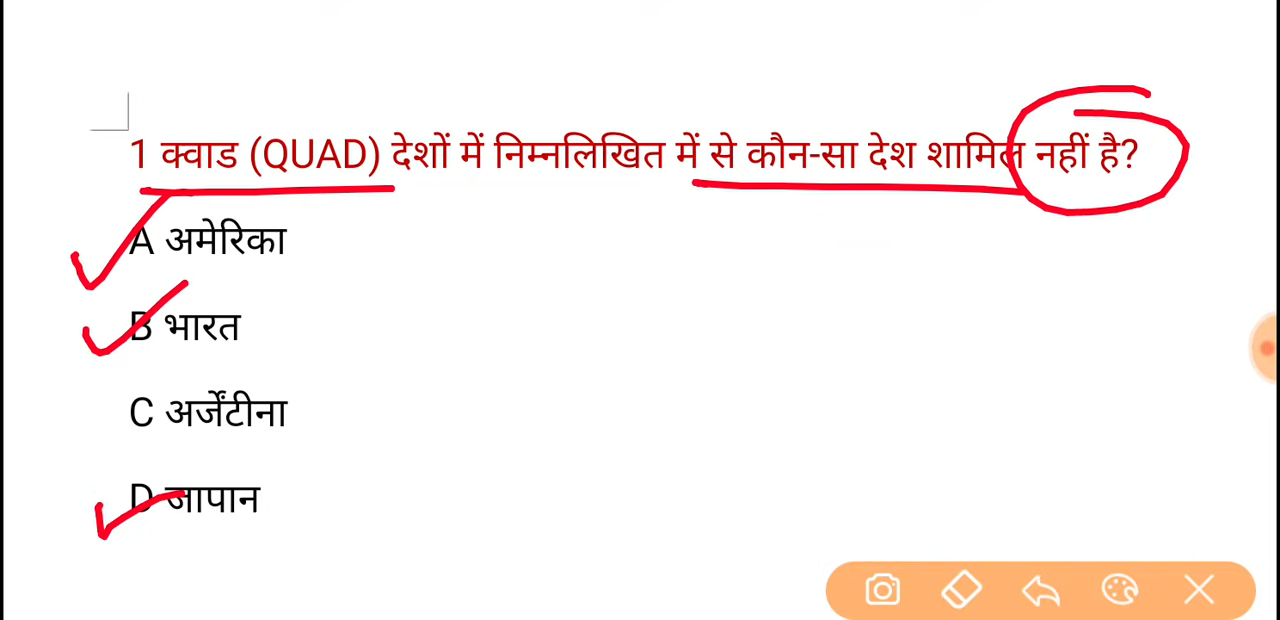 1 क्वाड (QUAD) देशों में निम्नलिखित में से कौन-सा देश शामिल नहीं है?
A अमेरिका
B भारत
C अर्जेंटीना
D जापान